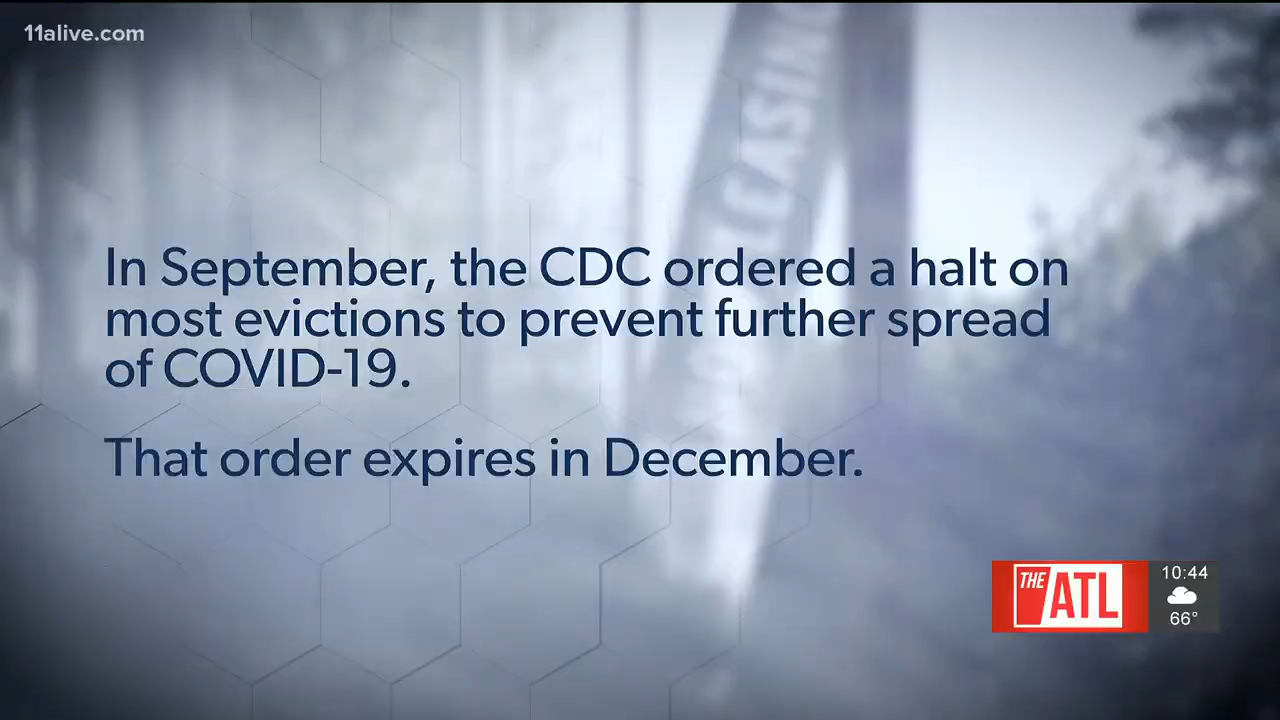 11alive.com
LEASING
In September, the CDC ordered a halt on
most evictions to prevent further spread
of COVID-19.
That order expires in December.
THE ATL
10:44
66°